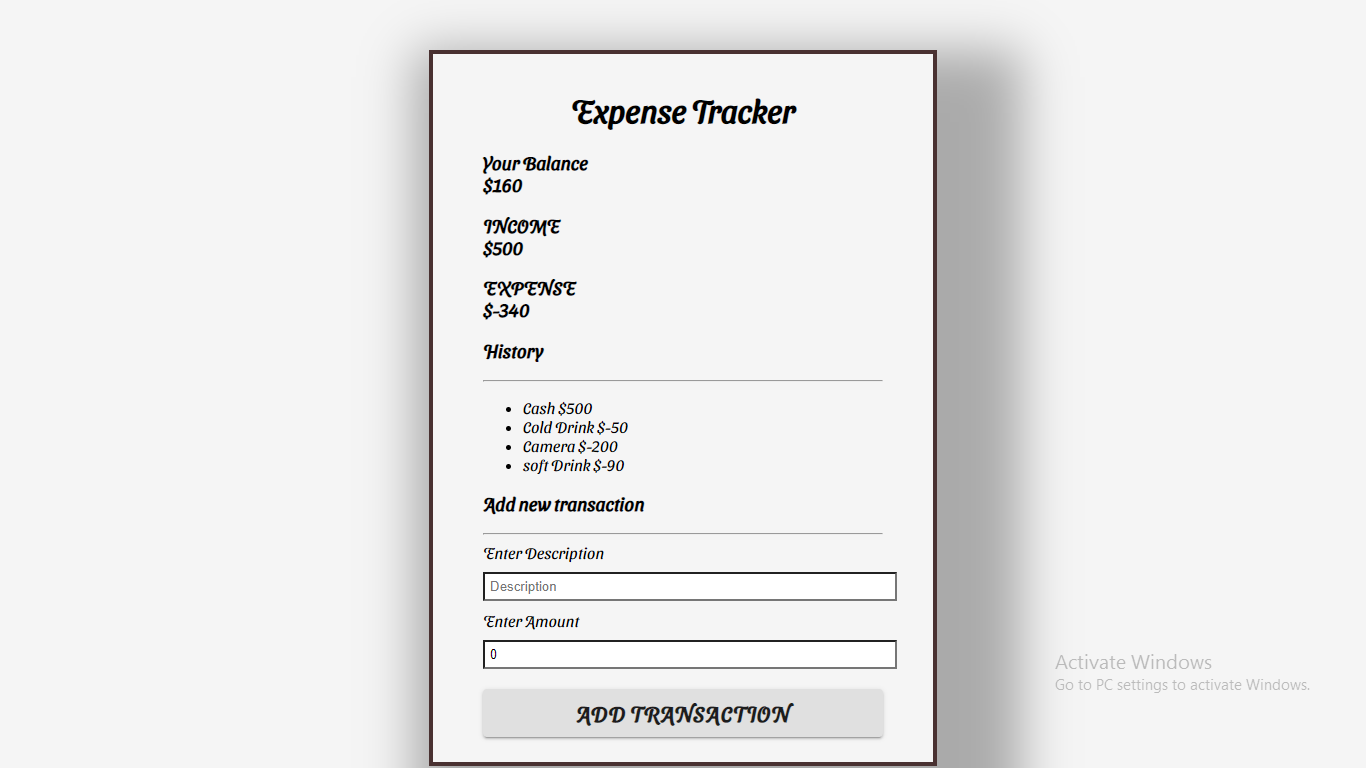 Expense Tracker
Your Balance
$160
INCOME
$500
EXPENSE
$-340
History
Cash $500
Cold Drink $-50
Camera $-200
soft Drink $-90
Add new transaction
Enter Description
Description
Enter Amount
0
ADD TRANSACTION
Activate Windows
Go to PC settings to activate Windows.